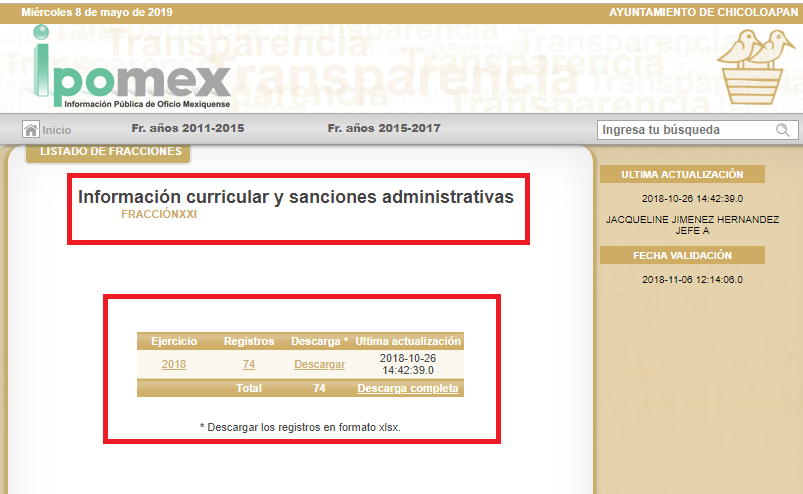 Miércoles 8 de mayo de 2019
AYUNTAMIENTO DE CHICOLOAPAN
Transparencia
Transparencia
Transparencia
Transparencia
ipomex
Información Pública de Oficio Mexiquense
Inicio
Fr. años 2011-2015
Fr. años 2015-2017
Ingresa tu búsqueda
LISTADO DE FRACCIONES
Información curricular y sanciones administrativas
FRACCIÓNXXI
Ejercicio Registros Descarga * Ultima actualización
2018 74 Descargar 2018-10-26
14:42:39.0
Total 74 Descarga completa
* Descargar los registros en formato xlsx.
ULTIMA ACTUALIZACIÓN
2018-10-26 14:42:39.0
JACQUELINE JIMENEZ HERNANDEZ
JEFE A
FECHA VALIDACIÓN
2018-11-06 12:14:06.0